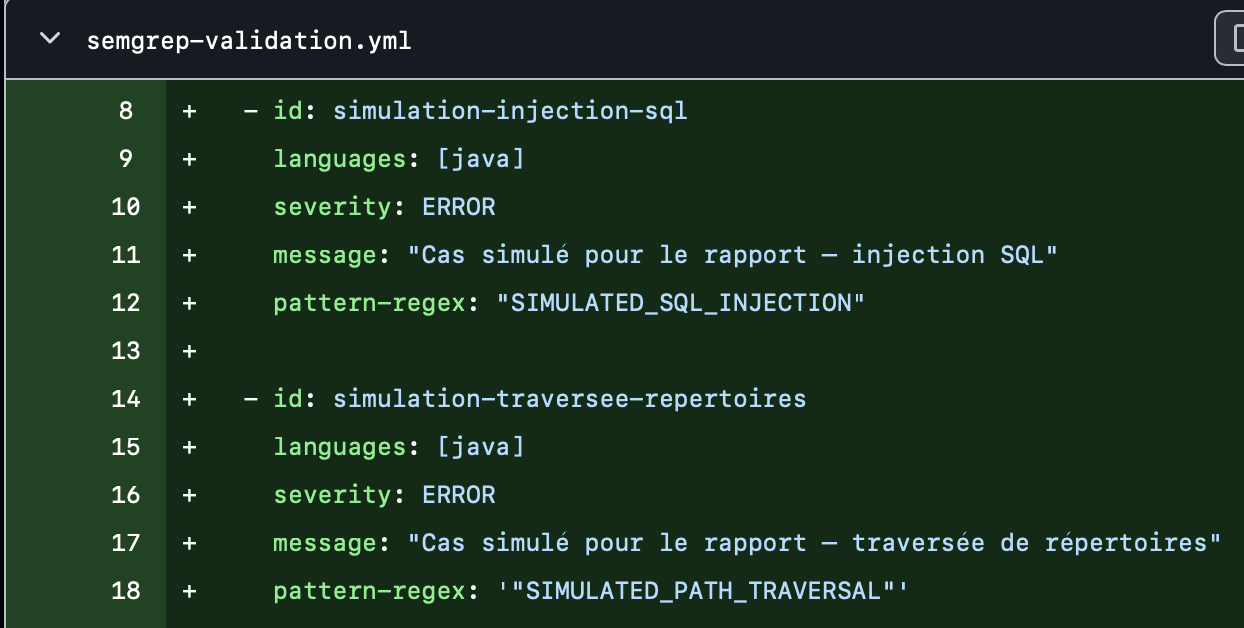 semgrep-validation.yml
8 + - id: simulation-injection-sql
9 + languages: [java]
10 + severity: ERROR
11 + message: "Cas simulé pour le rapport – injection SQL"
12 + pattern-regex: "SIMULATED_SQL_INJECTION"
13 +
14 + - id: simulation-traversee-repertoires
15 + languages: [java]
16 + severity: ERROR
17 + message: "Cas simulé pour le rapport – traversée de répertoires"
18 + pattern-regex: '"SIMULATED_PATH_TRAVERSAL"'